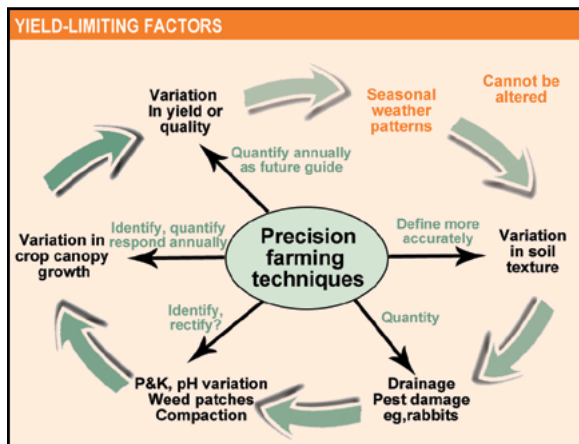 YIELD-LIMITING FACTORS
Variation
In yield or
quality
Seasonal
weather
patterns
Cannot be
altered
Quantify annually
as future guide
Identify, quantify
respond annually
Precision
farming
techniques
Define more
accurately
Variation in
crop canopy
growth
Variation
in soil
texture
Identify,
rectify?
Quantity
P&K, pH variation
Weed patches
Compaction
Drainage
Pest damage
eg,rabbits